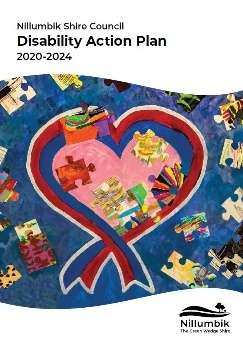 Nillumbik Shire Council
Disability Action Plan
2020-2024
Nillumbik
The Green Wedge Shire